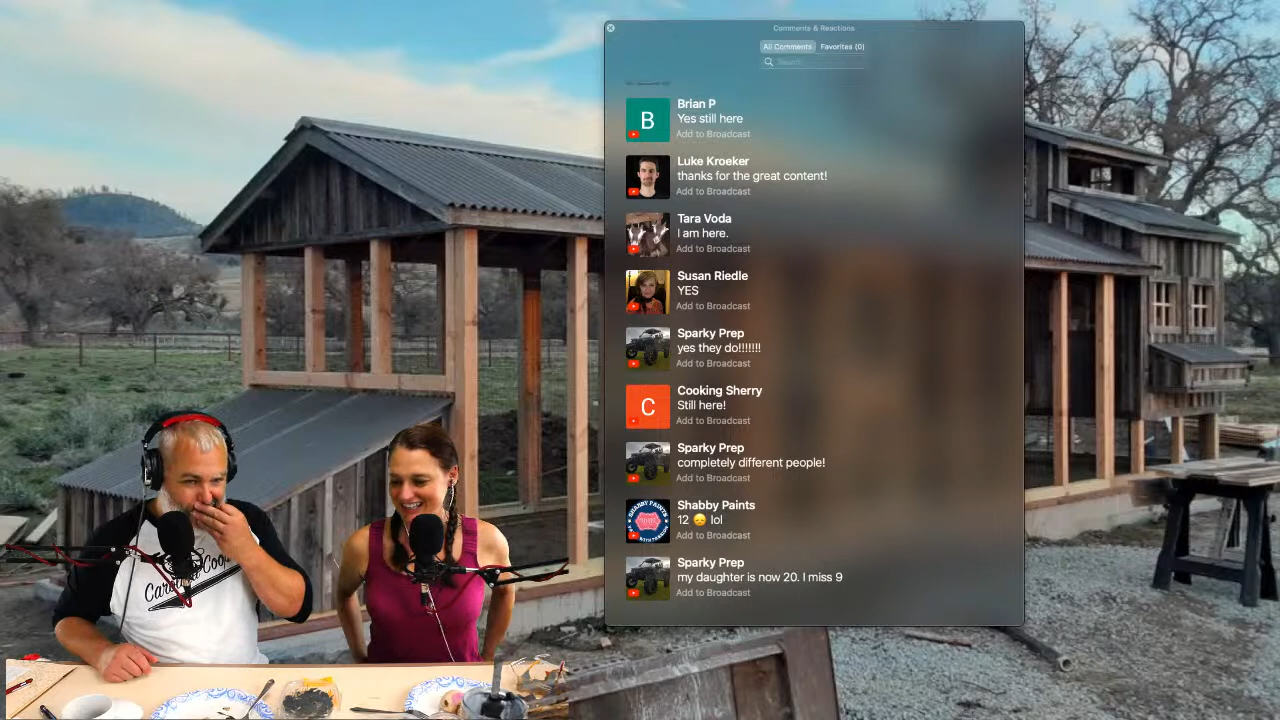 Comments & Reactions
All Comments Favorites (0)
Search
Brian P
Yes still here
Add to Broadcast
Luke Kroeker
thanks for the great content!
Add to Broadcast
Tara Voda
I am here.
Add to Broadcast
Susan Riedle
YES
Add to Broadcast
Sparky Prep
yes they do!!!!!!!
Add to Broadcast
B
C
Cooking Sherry
Still here!
Add to Broadcast
Sparky Prep
completely different people!
Add to Broadcast
Shabby Paints
12 😞 lol
Add to Broadcast
SHABBY PAINTS
Sparky Prep
my daughter is now 20. I miss 9
Add to Broadcast